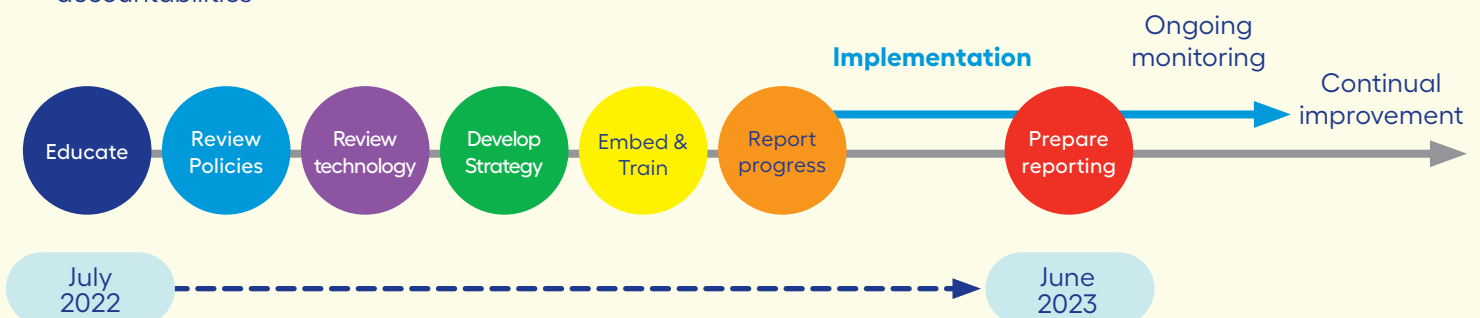 accountabilities
Implementation
Ongoing
monitoring
Continual
improvement
Educate
Review
Policies
Review
technology
Develop
Strategy
Embed &
Train
Report
progress
Prepare
reporting
July
2022
June
2023